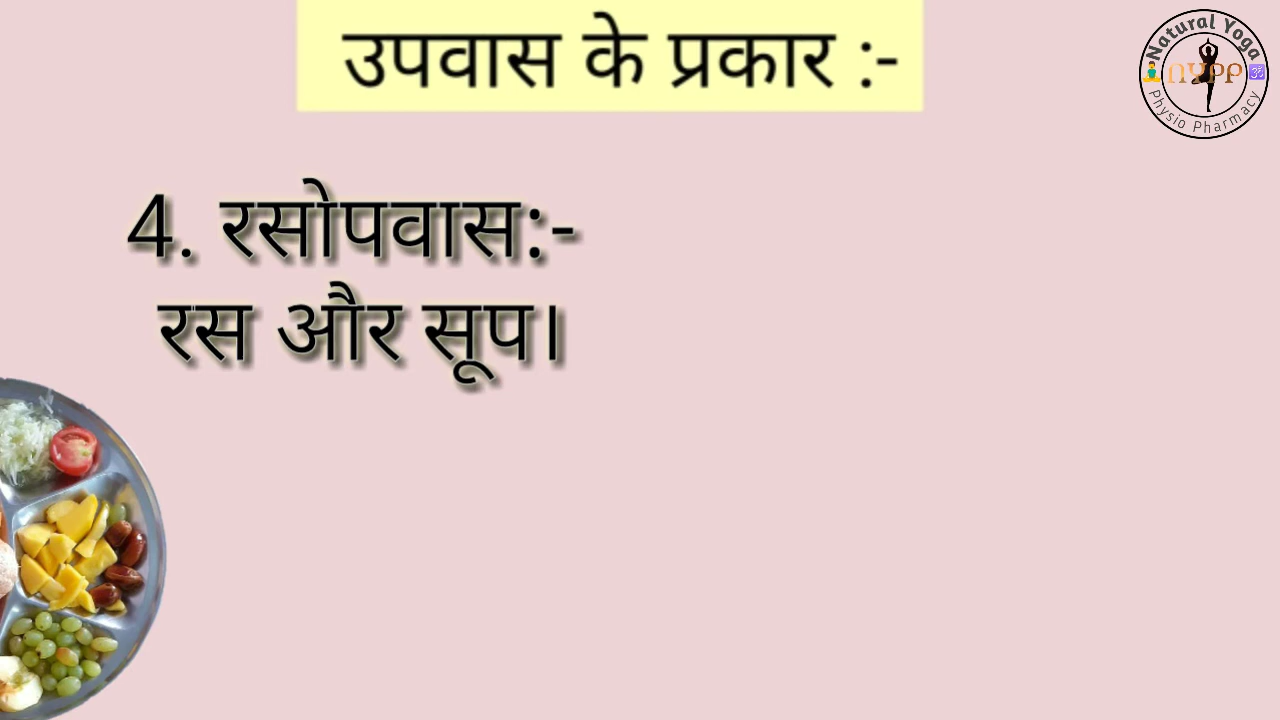 उपवास के प्रकार :-
Natural Yoga
NYPP
Physio Pharmacy
4. रसोपवास:-
रस और सूप।